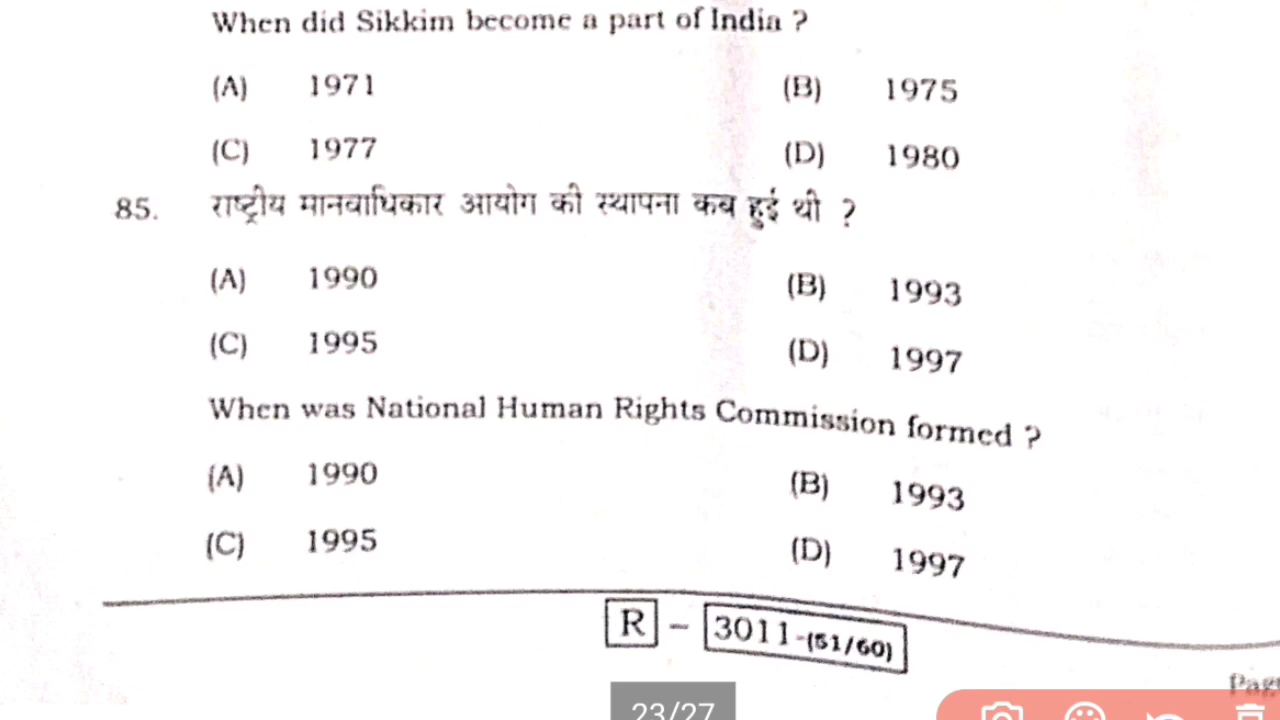 When did Sikkim become a part of India ?
(A) 1971 (B) 1975
(C) 1977 (D) 1980
85. राष्ट्रीय मानवाधिकार आयोग की स्थापना कब हुई थी ?
(A) 1990 (B) 1993
(C) 1995 (D) 1997
When was National Human Rights Commission formed ?
(A) 1990 (B) 1993
(C) 1995 (D) 1997
R – 3011-(51/60)
23/27